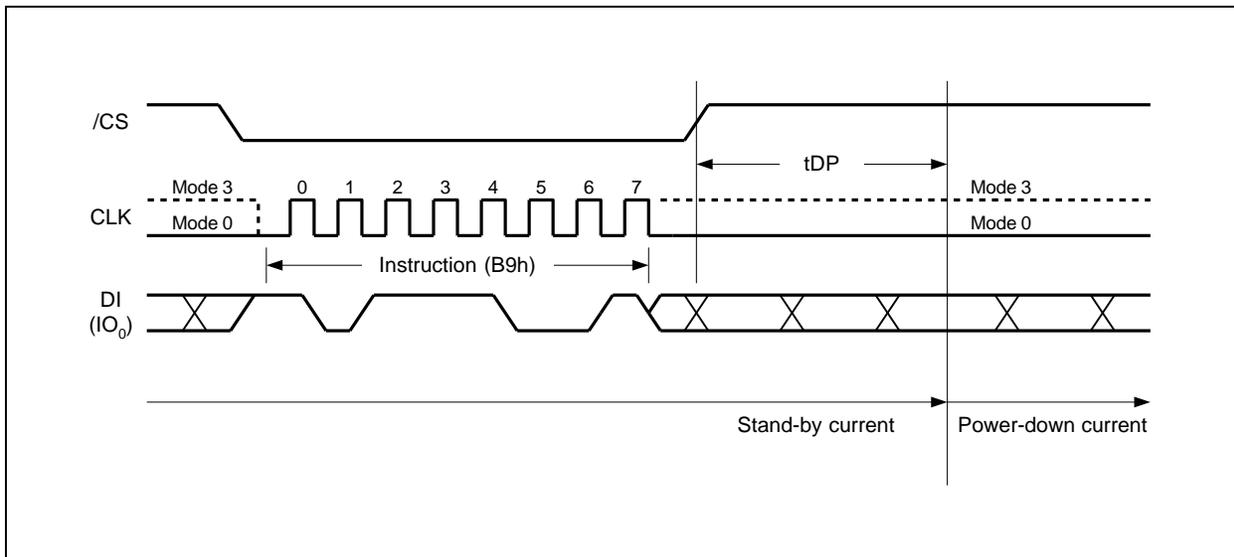 /CS
tDP
Mode 3 0 1 2 3 4 5 6 7 Mode 3
CLK
Mode 0 Mode 0
Instruction (B9h)
DI
(IO0)
Stand-by current Power-down current